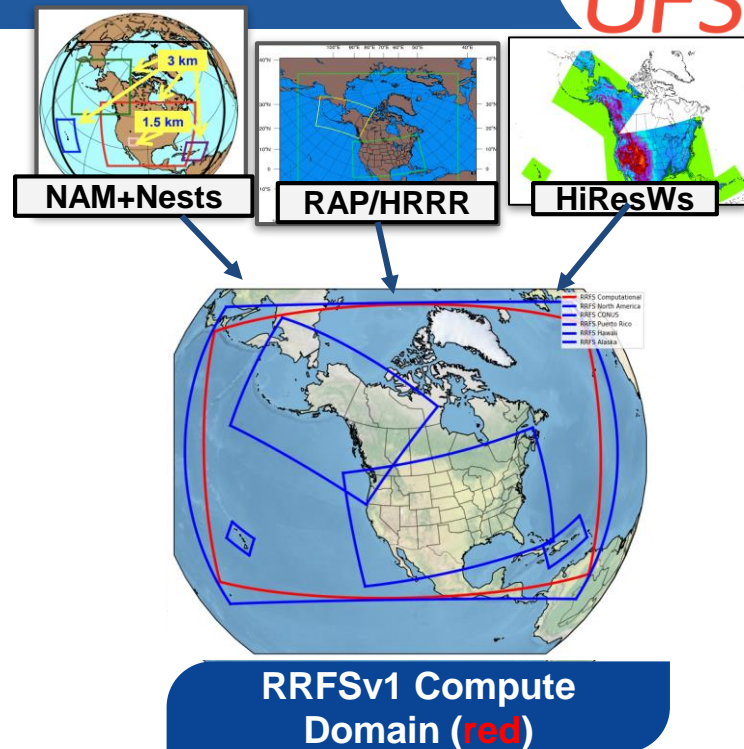 UFS
3 km
1.5 km
NAM+Nests
RAP/HRRR
HiResWs
RRFS Computational
RRFS North America
RRFS CONUS
RRFS Puerto Rico
RRFS Hawaii
RRFS Alaska
RRFSv1 Compute
Domain (red)